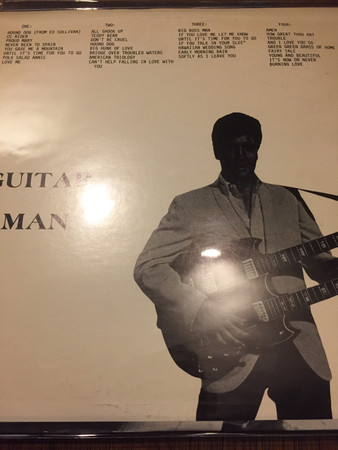 ONE:
HOUND DOG (FROM ED SULLIVAN)
CC RIDER
PROUD MARY
NEVER BEEN TO SPAIN
YOU GAVE ME A MOUNTAIN
UNTIL IT'S TIME FOR YOU TO GO
POLK SALAD ANNIE
LOVE ME
TWO:
ALL SHOOK UP
TEDDY BEAR
DON'T BE CRUEL
HOUND DOG
BIG HUNK OF LOVE
BRIDGE OVER TROUBLED WATERS
AMERICAN TRIOLOGY
CAN'T HELP FALLING IN LOVE WITH
YOU
THREE:
BIG BOSS MAN
IF YOU LOVE ME LET ME KNOW
UNTIL IT'S TIME FOR YOU TO GO
IF YOU TALK IN YOUR SLEEP
HAWAIIAN WEDDING SONG
EARLY MORNING RAIN
SOFTLY AS I LEAVE YOU
FOUR:
AMEN
HOW GREAT THOU ART
TROUBLE
AND I LOVE YOU SO
GREEN GREEN GRASS OF HOME
FAIRY TALE
YOUNG AND BEAUTIFUL
IT'S NOW OR NEVER
BURNING LOVE
GUITAR
MAN